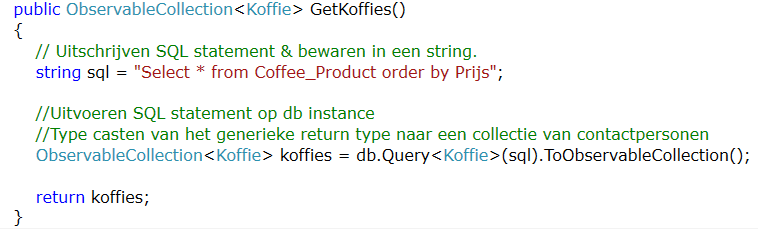 public ObservableCollection<Koffie> GetKoffies()
{
// Uitschrijven SQL statement & bewaren in een string.
string sql = "Select * from Coffee_Product order by Prijs";
//Uitvoeren SQL statement op db instance
//Type casten van het generieke return type naar een collectie van contactpersonen
ObservableCollection<Koffie> koffies = db.Query<Koffie>(sql).ToObservableCollection();
return koffies;
}